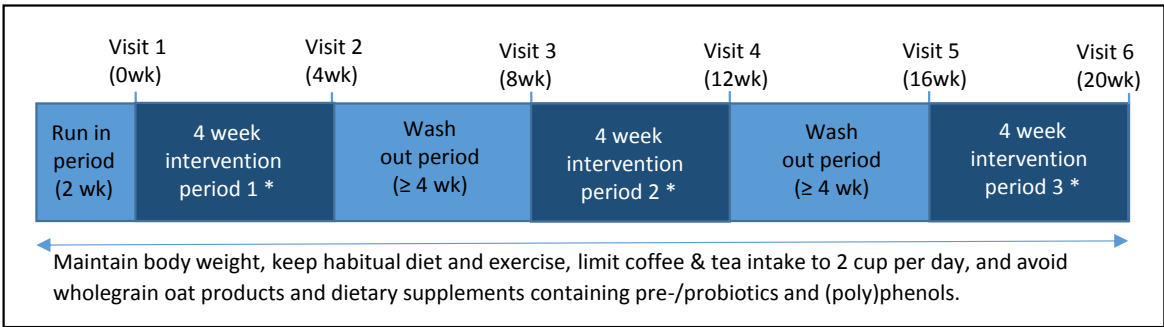 Visit 1
(0wk)
Visit 2
(4wk)
Visit 3
(8wk)
Visit 4
(12wk)
Visit 5
(16wk)
Visit 6
(20wk)
Run in
period
(2 wk)
4 week
intervention
period 1 *
Wash
out period
(≥ 4 wk)
4 week
intervention
period 2 *
Wash
out period
(≥ 4 wk)
4 week
intervention
period 3 *
Maintain body weight, keep habitual diet and exercise, limit coffee & tea intake to 2 cup per day, and avoid
wholegrain oat products and dietary supplements containing pre-/probiotics and (poly)phenols.